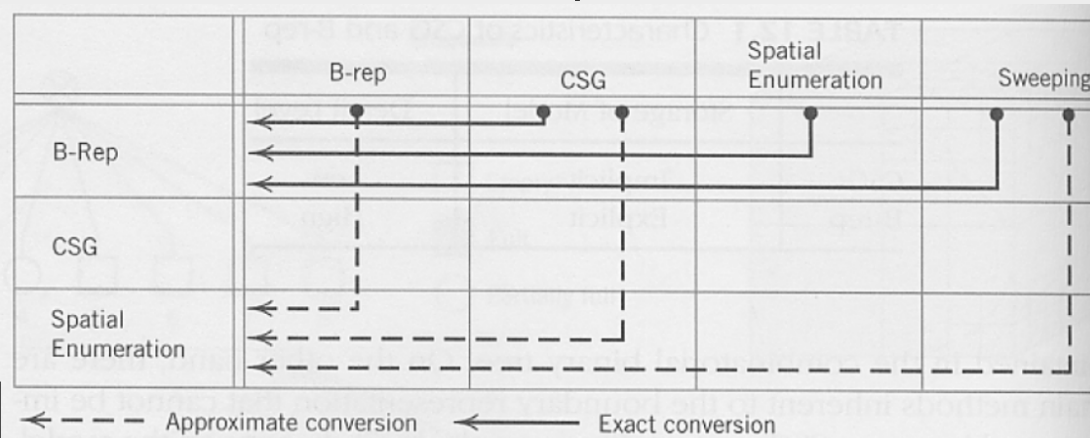 B-rep
CSG
Spatial
Enumeration
Sweeping
B-Rep
CSG
Spatial
Enumeration
Approximate conversion
Exact conversion